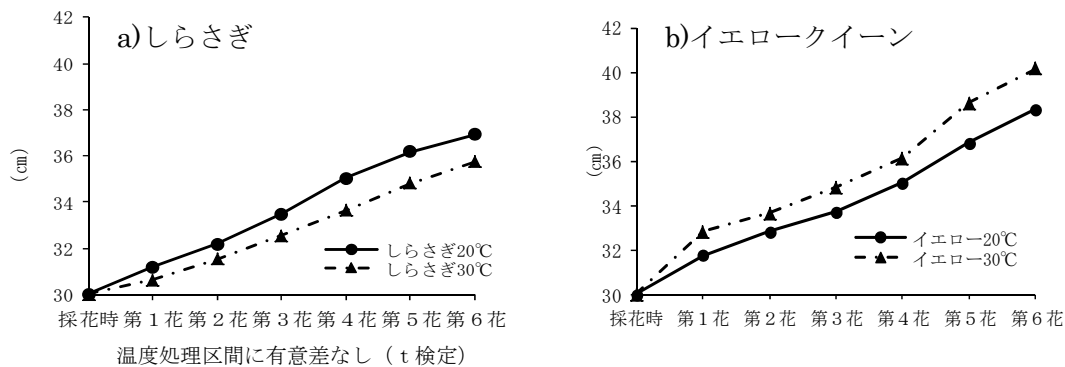 a)しらさぎ
42
40
38
36
34
32
30
(cm)
しらさぎ20℃
しらさぎ30℃
採花時 第1花 第2花 第3花 第4花 第5花 第6花
温度処理区間に有意差なし（t検定）
b)イエロークイーン
42
40
38
36
34
32
30
(cm)
イエロー20℃
イエロー30℃
採花時 第1花 第2花 第3花 第4花 第5花 第6花